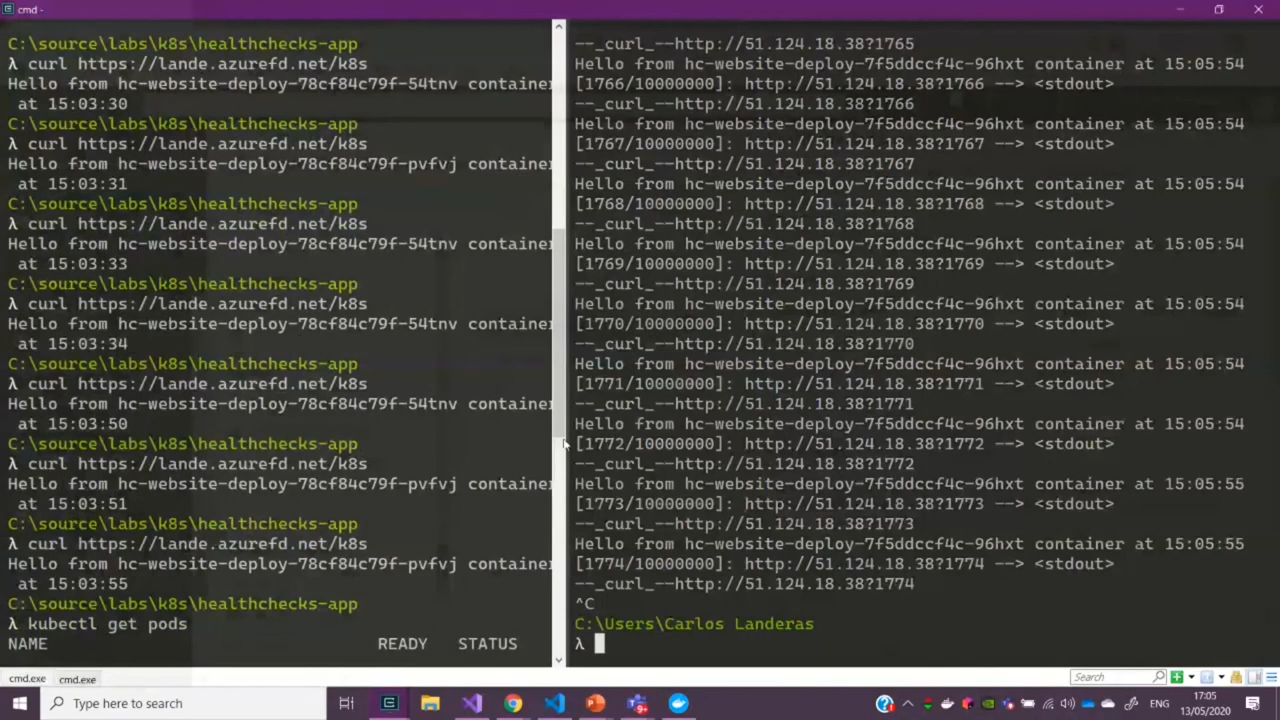 cmd -
C:\source\labs\k8s\healthchecks-app
λ curl https://lande.azurefd.net/k8s
Hello from hc-website-deploy-78cf84c79f-54tnv container
at 15:03:30
C:\source\labs\k8s\healthchecks-app
λ curl https://lande.azurefd.net/k8s
Hello from hc-website-deploy-78cf84c79f-pvfvj container
at 15:03:31
C:\source\labs\k8s\healthchecks-app
λ curl https://lande.azurefd.net/k8s
Hello from hc-website-deploy-78cf84c79f-54tnv container
at 15:03:33
C:\source\labs\k8s\healthchecks-app
λ curl https://lande.azurefd.net/k8s
Hello from hc-website-deploy-78cf84c79f-54tnv container
at 15:03:34
C:\source\labs\k8s\healthchecks-app
λ curl https://lande.azurefd.net/k8s
Hello from hc-website-deploy-78cf84c79f-54tnv container
at 15:03:50
C:\source\labs\k8s\healthchecks-app
λ curl https://lande.azurefd.net/k8s
Hello from hc-website-deploy-78cf84c79f-pvfvj container
at 15:03:51
C:\source\labs\k8s\healthchecks-app
λ curl https://lande.azurefd.net/k8s
Hello from hc-website-deploy-78cf84c79f-pvfvj container
at 15:03:55
C:\source\labs\k8s\healthchecks-app
λ kubectl get pods
NAME READY STATUS
--_curl_--http://51.124.18.38?1765
Hello from hc-website-deploy-7f5ddccf4c-96hxt container at 15:05:54
[1766/10000000]: http://51.124.18.38?1766 --> <stdout>
--_curl_--http://51.124.18.38?1766
Hello from hc-website-deploy-7f5ddccf4c-96hxt container at 15:05:54
[1767/10000000]: http://51.124.18.38?1767 --> <stdout>
--_curl_--http://51.124.18.38?1767
Hello from hc-website-deploy-7f5ddccf4c-96hxt container at 15:05:54
[1768/10000000]: http://51.124.18.38?1768 --> <stdout>
--_curl_--http://51.124.18.38?1768
Hello from hc-website-deploy-7f5ddccf4c-96hxt container at 15:05:54
[1769/10000000]: http://51.124.18.38?1769 --> <stdout>
--_curl_--http://51.124.18.38?1769
Hello from hc-website-deploy-7f5ddccf4c-96hxt container at 15:05:54
[1770/10000000]: http://51.124.18.38?1770 --> <stdout>
--_curl_--http://51.124.18.38?1770
Hello from hc-website-deploy-7f5ddccf4c-96hxt container at 15:05:54
[1771/10000000]: http://51.124.18.38?1771 --> <stdout>
--_curl_--http://51.124.18.38?1771
Hello from hc-website-deploy-7f5ddccf4c-96hxt container at 15:05:54
[1772/10000000]: http://51.124.18.38?1772 --> <stdout>
--_curl_--http://51.124.18.38?1772
Hello from hc-website-deploy-7f5ddccf4c-96hxt container at 15:05:55
[1773/10000000]: http://51.124.18.38?1773 --> <stdout>
--_curl_--http://51.124.18.38?1773
Hello from hc-website-deploy-7f5ddccf4c-96hxt container at 15:05:55
[1774/10000000]: http://51.124.18.38?1774 --> <stdout>
--_curl_--http://51.124.18.38?1774
^C
C:\Users\Carlos Landeras
λ
cmd.exe cmd.exe
Search
Type here to search
ENG
17:05
13/05/2020